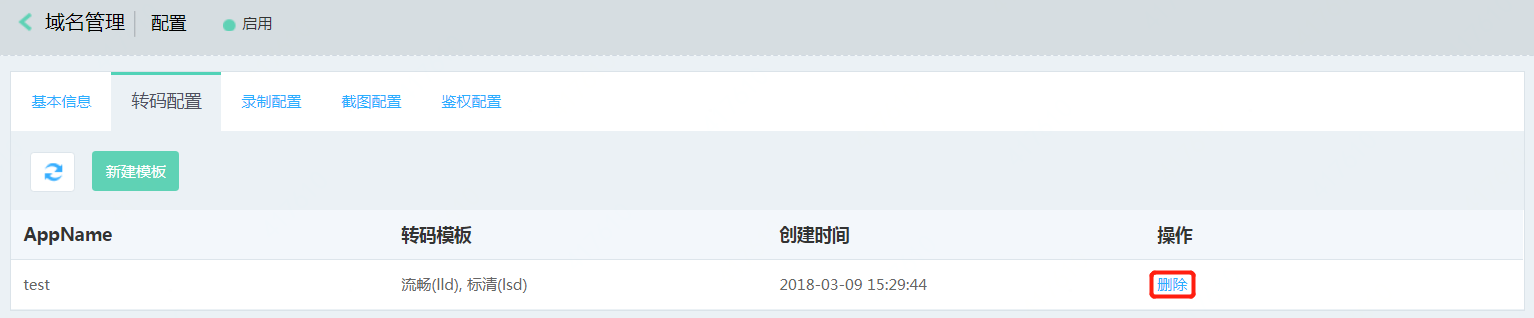 域名管理 配置 启用
基本信息 转码配置 录制配置 截图配置 鉴权配置
新建模板
AppName 转码模板 创建时间 操作
test 流畅(lld), 标清(lsd) 2018-03-09 15:29:44 删除